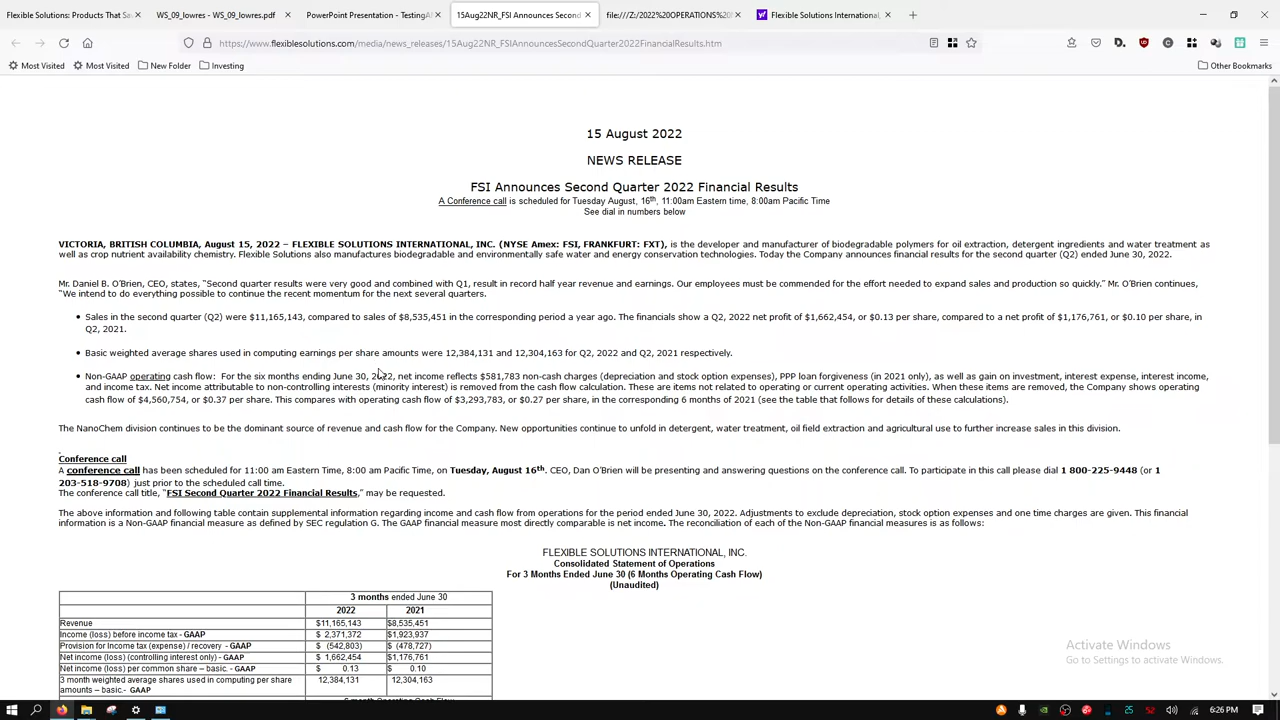 Flexible Solutions: Products That Sa
WS_09_lowres - WS_09_lowres.pdf
PowerPoint Presentation - TestingA
15Aug22NR_FSI Announces Second
file:///Z:/2022%20OPERATIONS%
Flexible Solutions International,
https://www.flexiblesolutions.com/media/news_releases/15Aug22NR_FSIAnnouncesSecondQuarter2022FinancialResults.htm
Most Visited
Most Visited
New Folder
Investing
Other Bookmarks
15 August 2022
NEWS RELEASE
FSI Announces Second Quarter 2022 Financial Results
A Conference call is scheduled for Tuesday August, 16th, 11:00am Eastern time, 8:00am Pacific Time
See dial in numbers below
VICTORIA, BRITISH COLUMBIA, August 15, 2022 – FLEXIBLE SOLUTIONS INTERNATIONAL, INC. (NYSE Amex: FSI, FRANKFURT: FXT), is the developer and manufacturer of biodegradable polymers for oil extraction, detergent ingredients and water treatment as
well as crop nutrient availability chemistry. Flexible Solutions also manufactures biodegradable and environmentally safe water and energy conservation technologies. Today the Company announces financial results for the second quarter (Q2) ended June 30, 2022.
Mr. Daniel B. O'Brien, CEO, states, "Second quarter results were very good and combined with Q1, result in record half year revenue and earnings. Our employees must be commended for the effort needed to expand sales and production so quickly." Mr. O'Brien continues,
"We intend to do everything possible to continue the recent momentum for the next several quarters.
• Sales in the second quarter (Q2) were $11,165,143, compared to sales of $8,535,451 in the corresponding period a year ago. The financials show a Q2, 2022 net profit of $1,662,454, or $0.13 per share, compared to a net profit of $1,176,761, or $0.10 per share, in
Q2, 2021.
• Basic weighted average shares used in computing earnings per share amounts were 12,384,131 and 12,304,163 for Q2, 2022 and Q2, 2021 respectively.
• Non-GAAP operating cash flow: For the six months ending June 30, 2022, net income reflects $581,783 non-cash charges (depreciation and stock option expenses), PPP loan forgiveness (in 2021 only), as well as gain on investment, interest expense, interest income,
and income tax. Net income attributable to non-controlling interests (minority interest) is removed from the cash flow calculation. These are items not related to operating or current operating activities. When these items are removed, the Company shows operating
cash flow of $4,560,754, or $0.37 per share. This compares with operating cash flow of $3,293,783, or $0.27 per share, in the corresponding 6 months of 2021 (see the table that follows for details of these calculations).
The NanoChem division continues to be the dominant source of revenue and cash flow for the Company. New opportunities continue to unfold in detergent, water treatment, oil field extraction and agricultural use to further increase sales in this division.
Conference call
A conference call has been scheduled for 11:00 am Eastern Time, 8:00 am Pacific Time, on Tuesday, August 16th. CEO, Dan O'Brien will be presenting and answering questions on the conference call. To participate in this call please dial 1 800-225-9448 (or 1
203-518-9708) just prior to the scheduled call time.
The conference call title, "FSI Second Quarter 2022 Financial Results," may be requested.
The above information and following table contain supplemental information regarding income and cash flow from operations for the period ended June 30, 2022. Adjustments to exclude depreciation, stock option expenses and one time charges are given. This financial
information is a Non-GAAP financial measure as defined by SEC regulation G. The GAAP financial measure most directly comparable is net income. The reconciliation of each of the Non-GAAP financial measures is as follows:
FLEXIBLE SOLUTIONS INTERNATIONAL, INC.
Consolidated Statement of Operations
For 3 Months Ended June 30 (6 Months Operating Cash Flow)
(Unaudited)
3 months ended June 30
2022 2021
Revenue $11,165,143 $8,535,451
Income (loss) before income tax - GAAP $ 2,371,372 $1,923,937
Provision for Income tax (expense) / recovery - GAAP $ (542,803) $ (478,727)
Net income (loss) (controlling interest only) - GAAP $ 1,662,454 $1,176,761
Net income (loss) per common share – basic. - GAAP $ 0.13 $ 0.10
3 month weighted average shares used in computing per share 12,384,131 12,304,163
amounts – basic.- GAAP
Activate Windows
Go to Settings to activate Windows.
6:26 PM